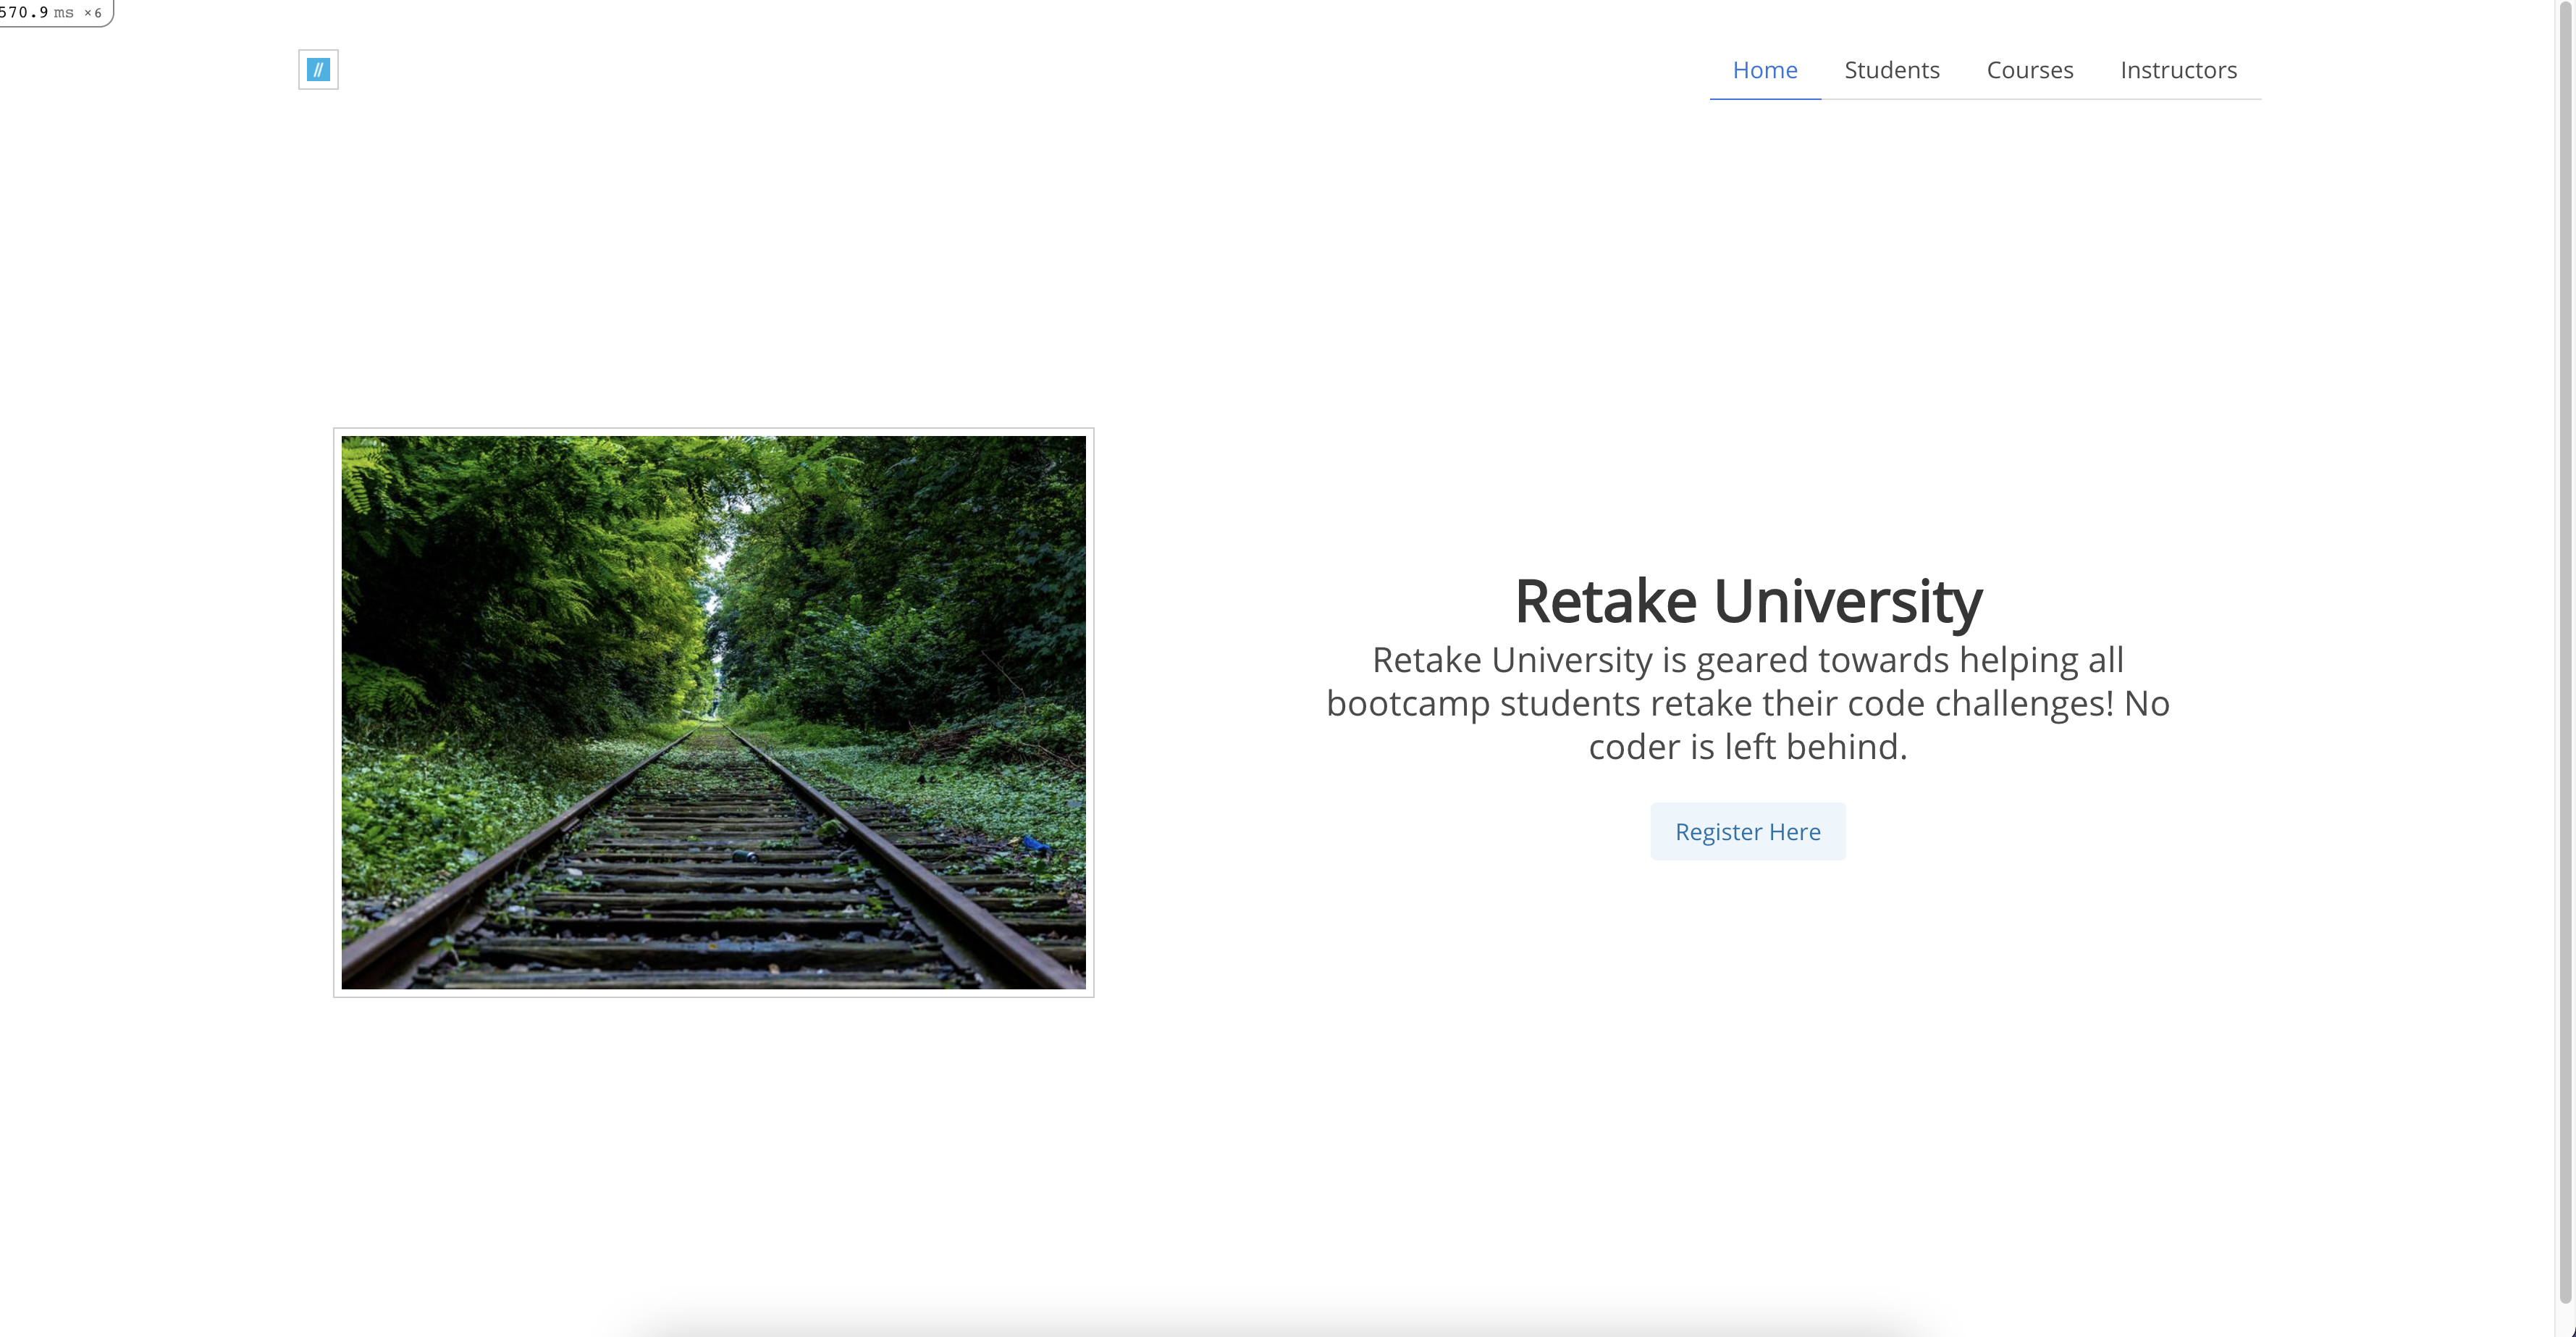 570.9 ms ×6
//
Home Students Courses Instructors
Retake University
Retake University is geared towards helping all
bootcamp students retake their code challenges! No
coder is left behind.
Register Here